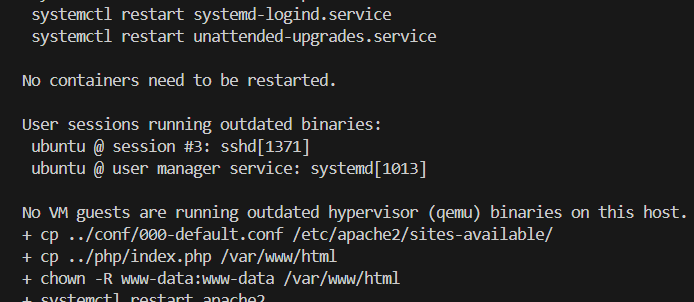 systemctl restart systemd-logind.service
systemctl restart unattended-upgrades.service
No containers need to be restarted.
User sessions running outdated binaries:
ubuntu @ session #3: sshd[1371]
ubuntu @ user manager service: systemd[1013]
No VM guests are running outdated hypervisor (qemu) binaries on this host.
+ cp ../conf/000-default.conf /etc/apache2/sites-available/
+ cp ../php/index.php /var/www/html
+ chown -R www-data:www-data /var/www/html
+ systemctl restart apache2